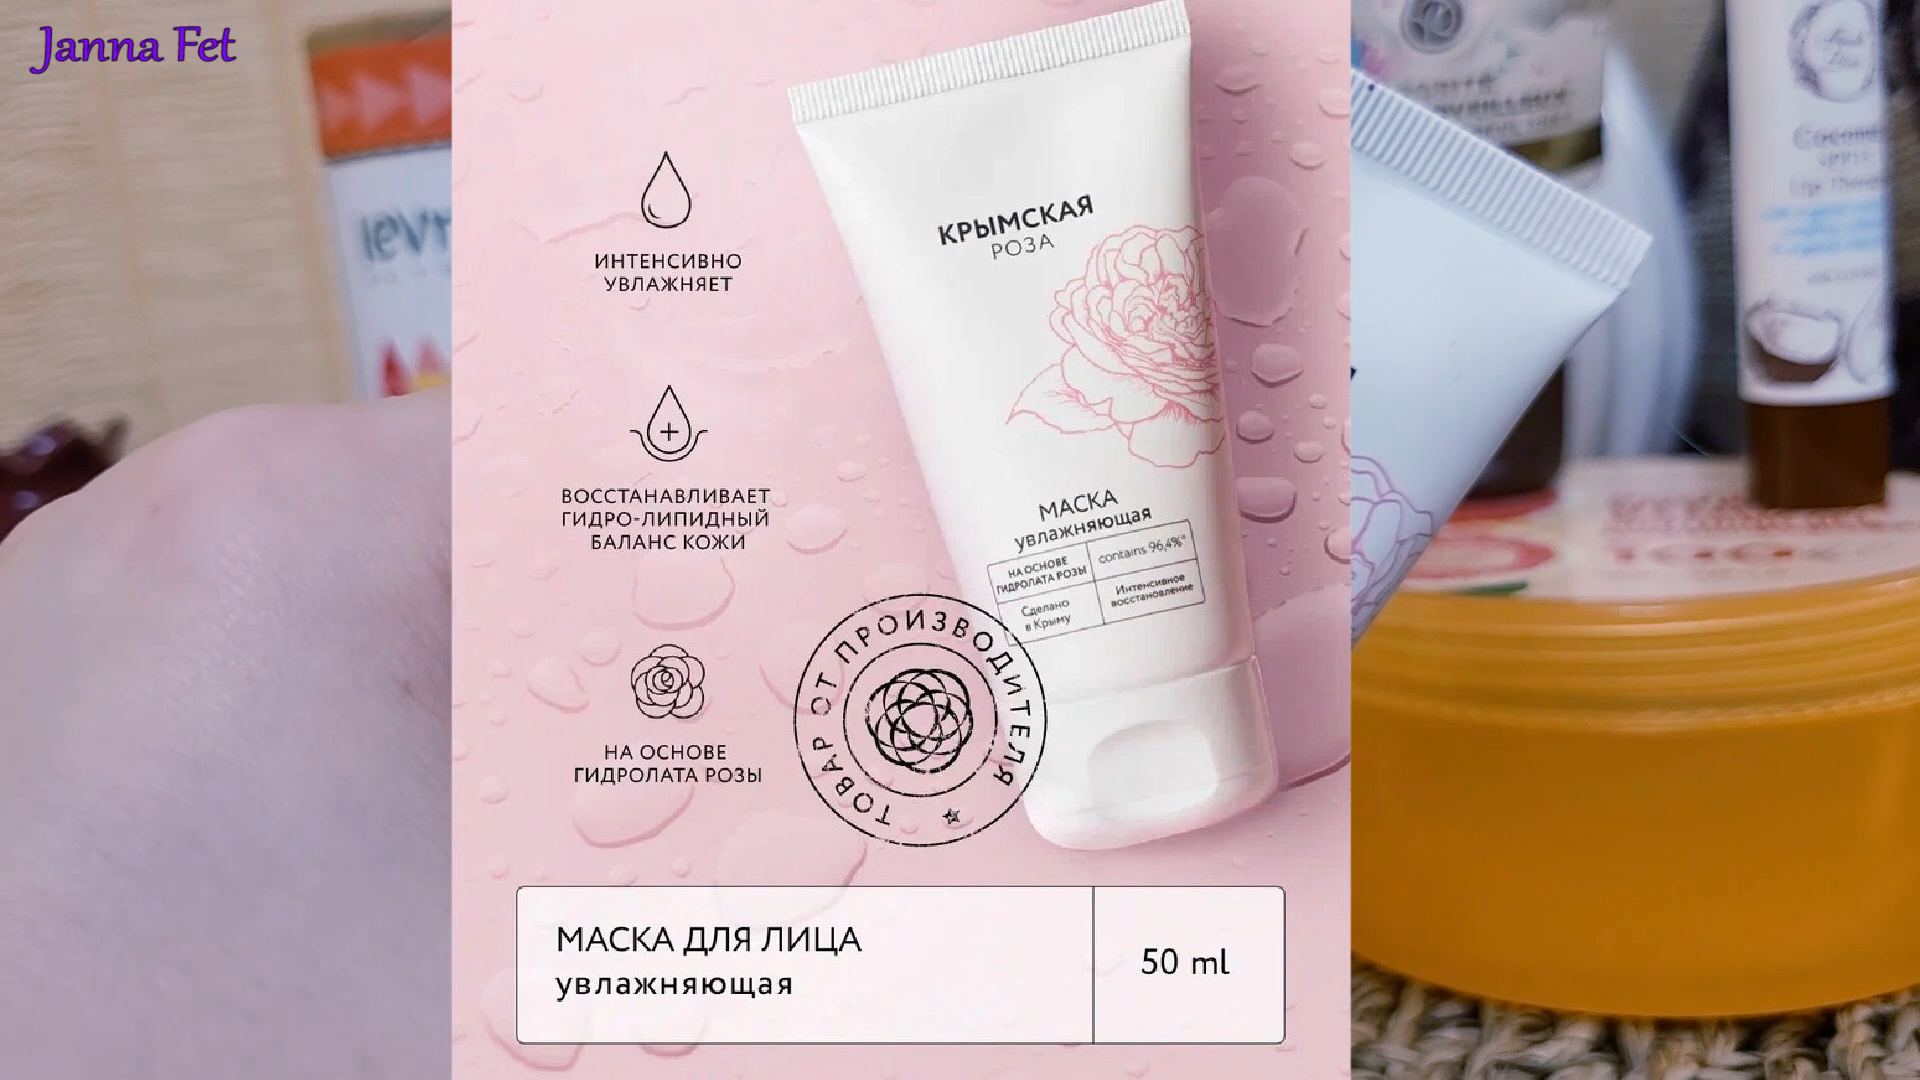 Janna Fet
ИНТЕНСИВНО
УВЛАЖНЯЕТ
ВОССТАНАВЛИВАЕТ
ГИДРО-ЛИПИДНЫЙ
БАЛАНС КОЖИ
НА ОСНОВЕ
ГИДРОЛАТА РОЗЫ
КРЫМСКАЯ
РОЗА
МАСКА
увлажняющая
НА ОСНОВЕ
ГИДРОЛАТА РОЗЫ
contains 96,4%*
Сделано
в Крыму
Интенсивное
восстановление
ТОВАР ОТ ПРОИЗВОДИТЕЛЯ
МАСКА ДЛЯ ЛИЦА
увлажняющая
50 ml